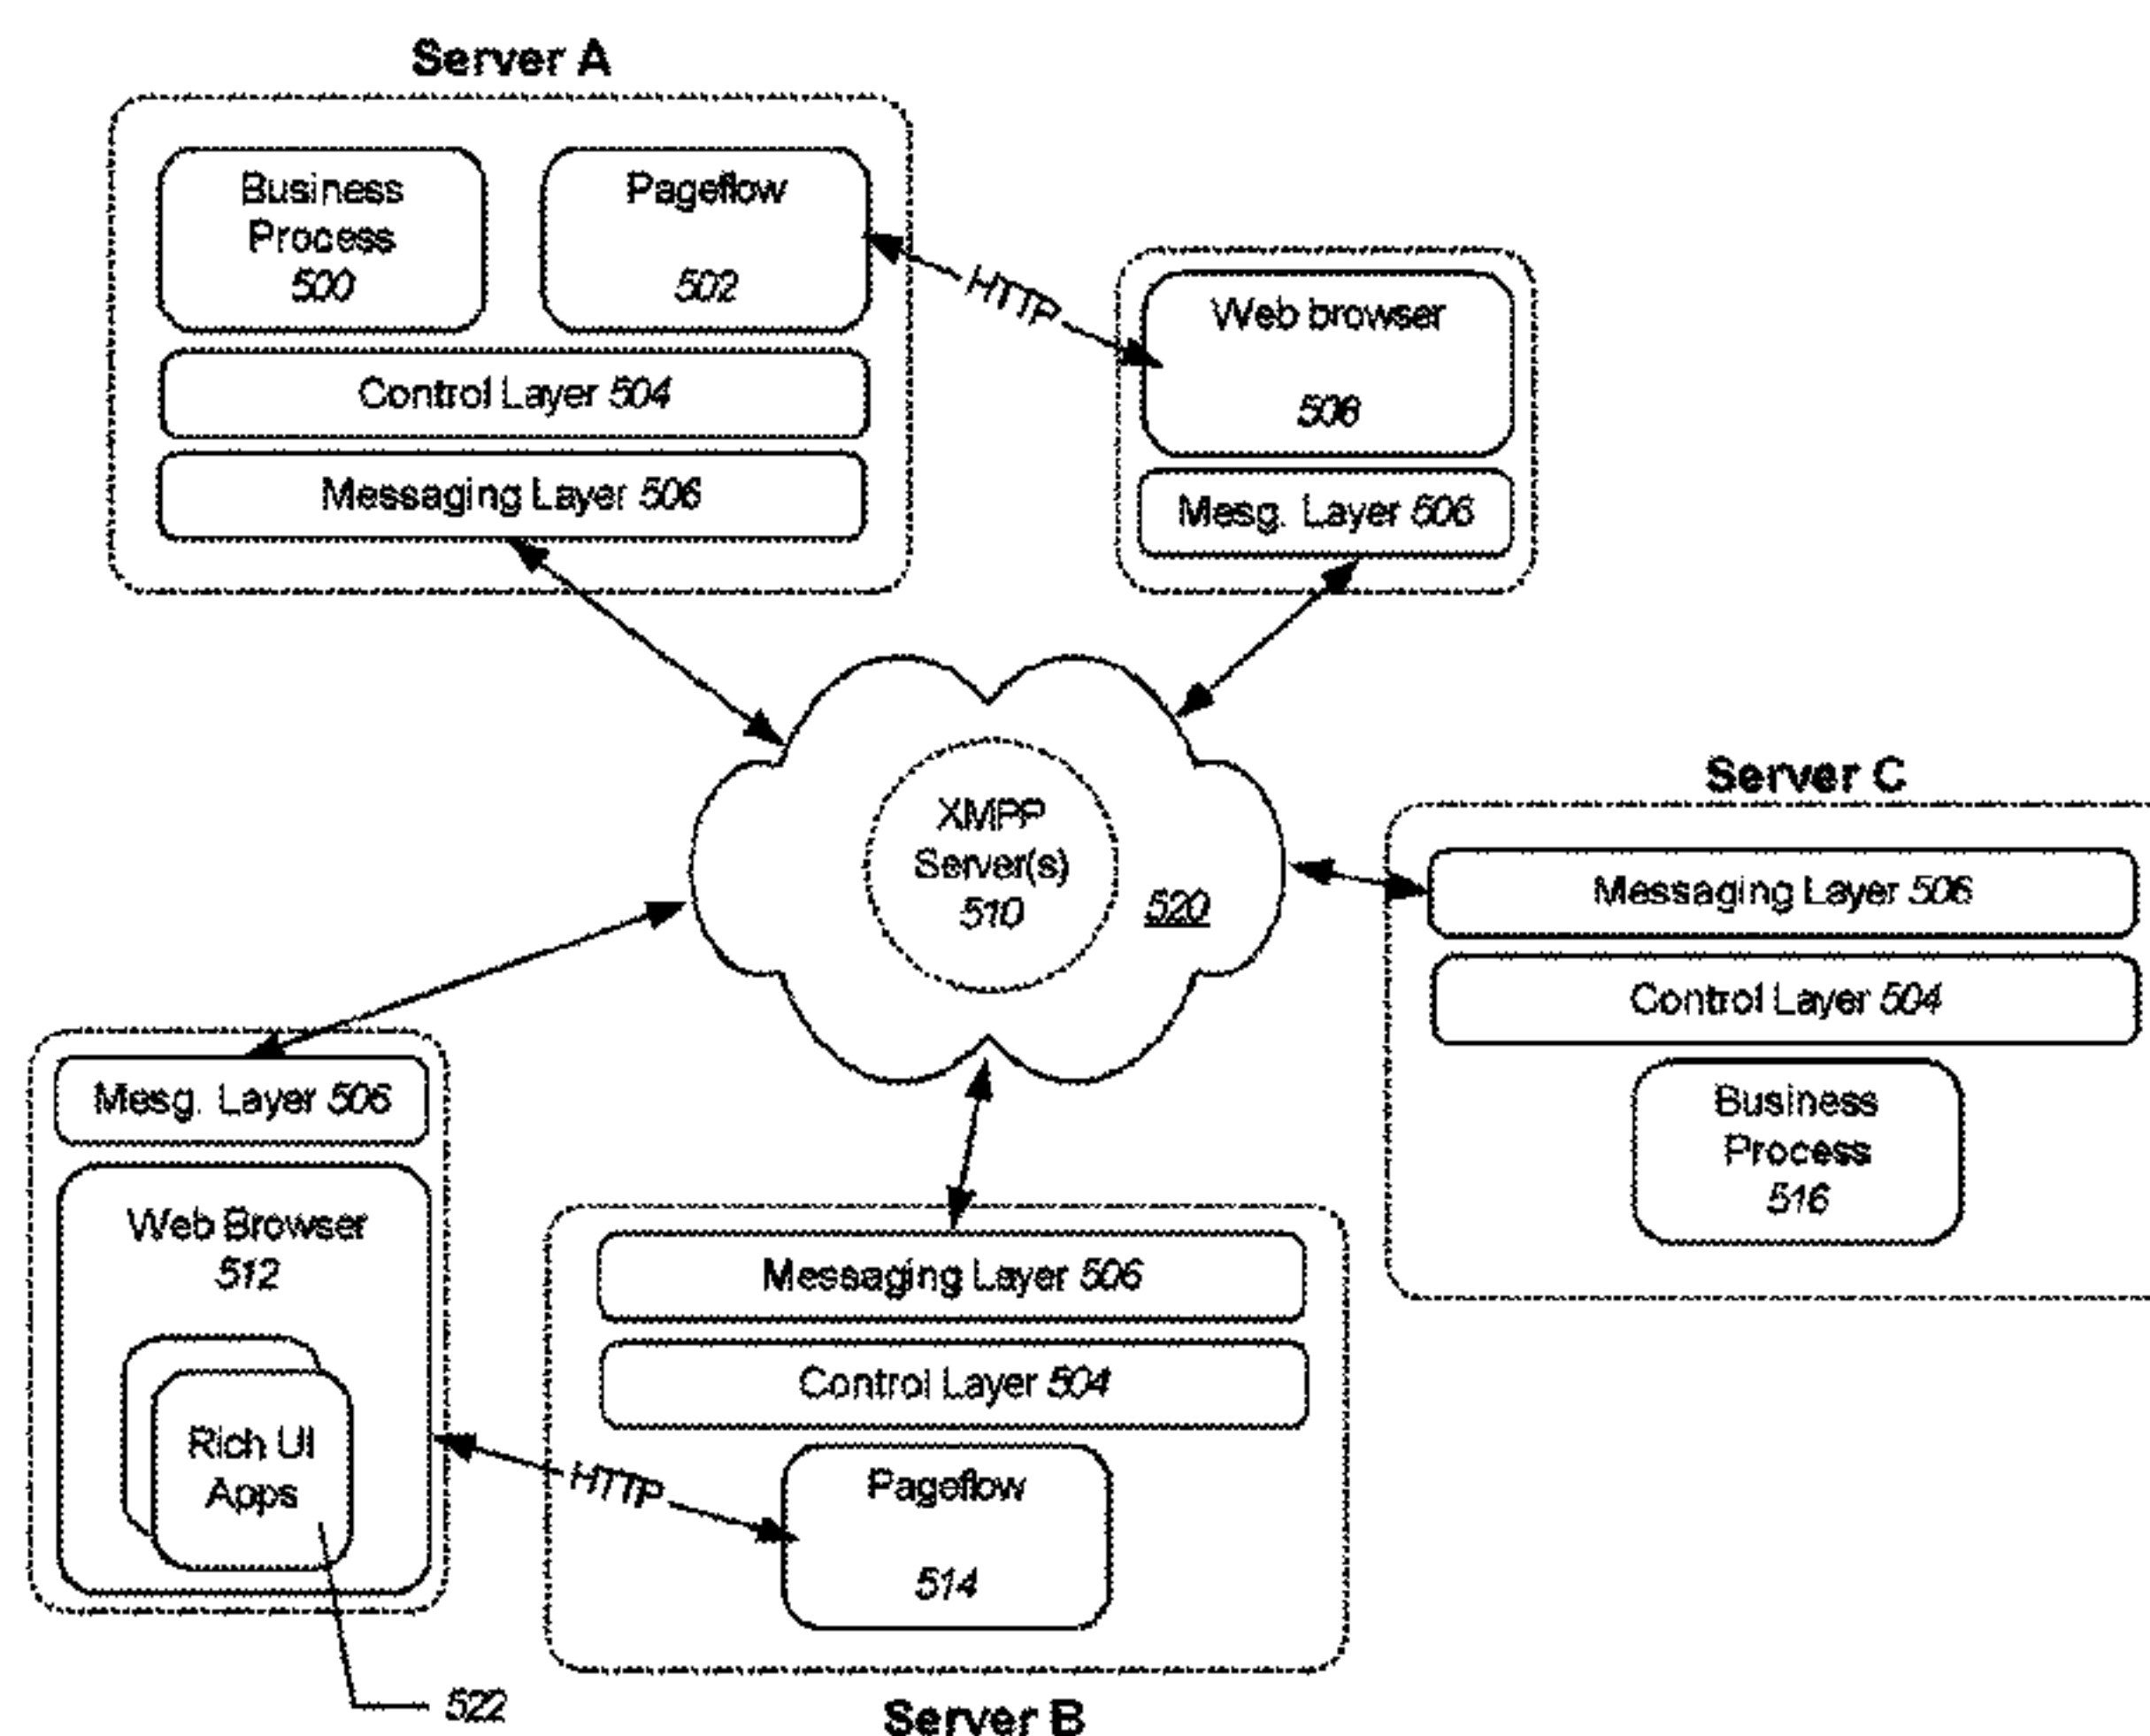 Server A
Business
Process
500
Pageflow
502
Control Layer 504
Messaging Layer 506
HTTP
Web browser
508
Mesg. Layer 506
XMPP
Server(s)
510
520
Server C
Messaging Layer 506
Control Layer 504
Business
Process
516
Mesg. Layer 506
Web Browser
512
Rich UI
Apps
522
HTTP
Messaging Layer 506
Control Layer 504
Pageflow
514
Server B